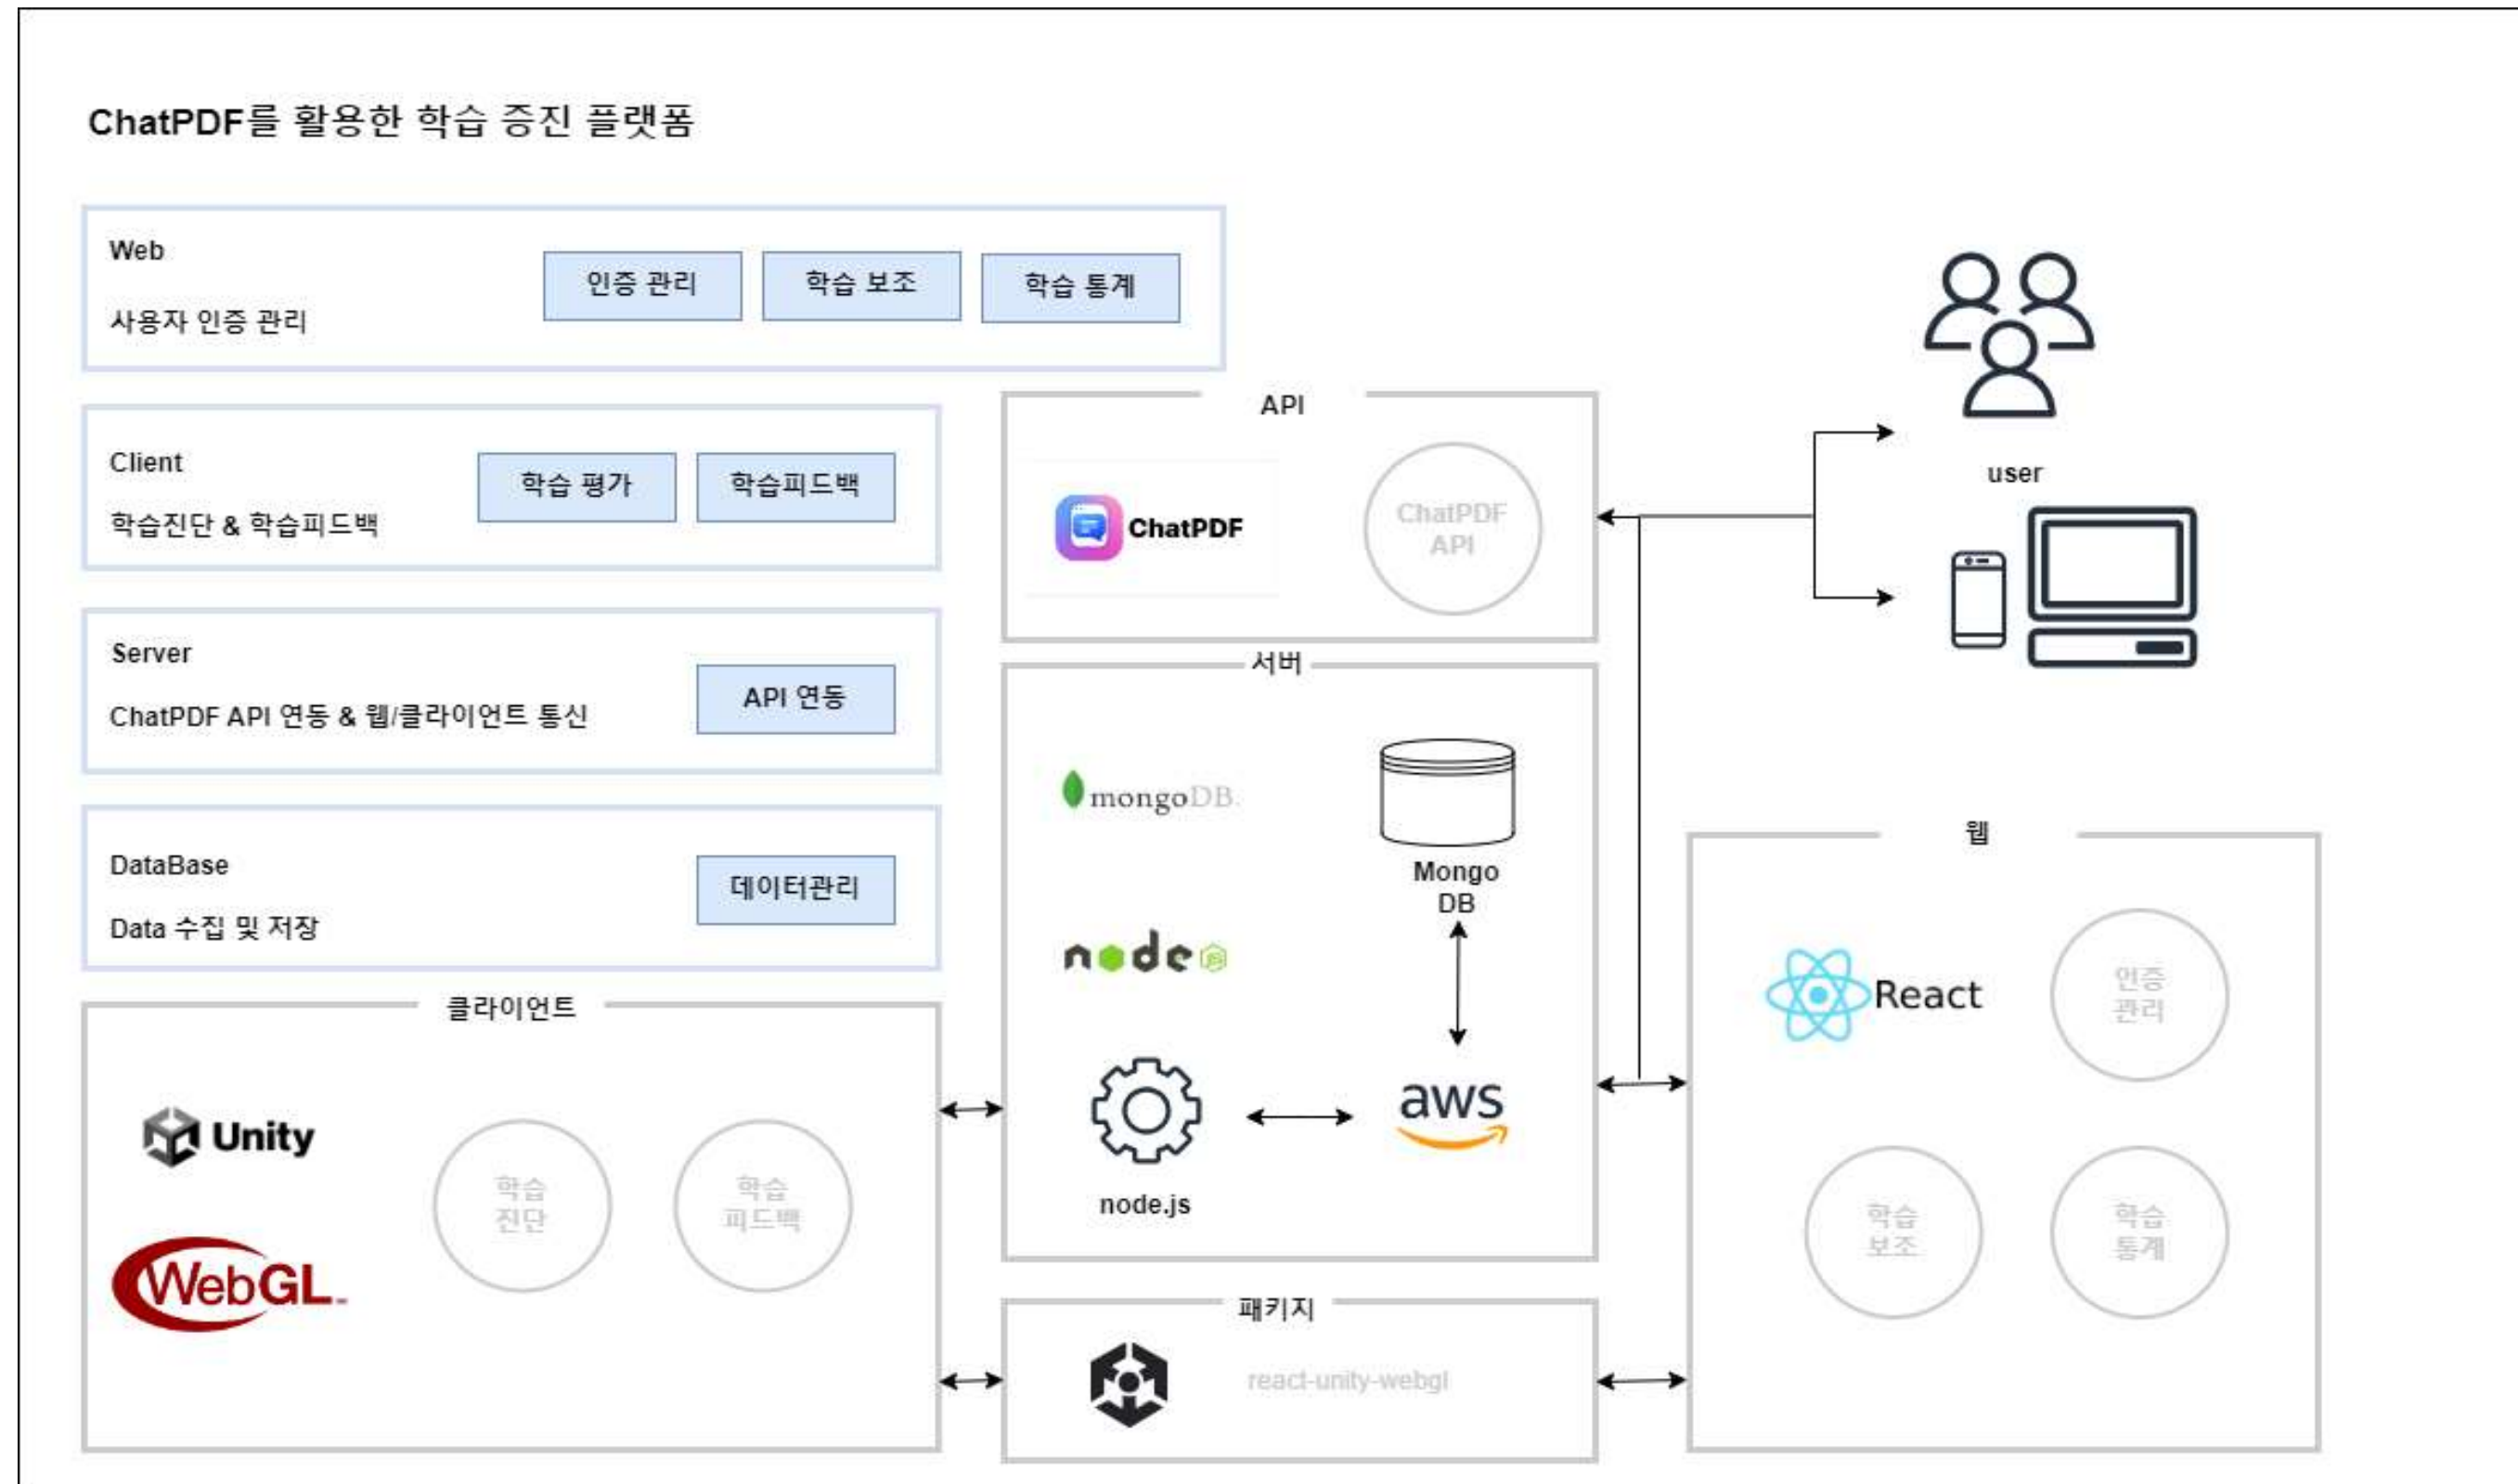 ChatPDF를 활용한 학습 증진 플랫폼
Web
사용자 인증 관리
인증 관리
학습 보조
학습 통계
Client
학습진단 & 학습피드백
학습 평가
학습피드백
Server
ChatPDF API 연동 & 웹/클라이언트 통신
API 연동
DataBase
Data 수집 및 저장
데이터관리
API
ChatPDF
ChatPDF
API
user
서버
mongoDB.
Mongo
DB
node
JS
node.js
aws
웹
React
인증
관리
학습
보조
학습
통계
클라이언트
Unity
WebGL
학습
진단
학습
피드백
패키지
react-unity-webgl